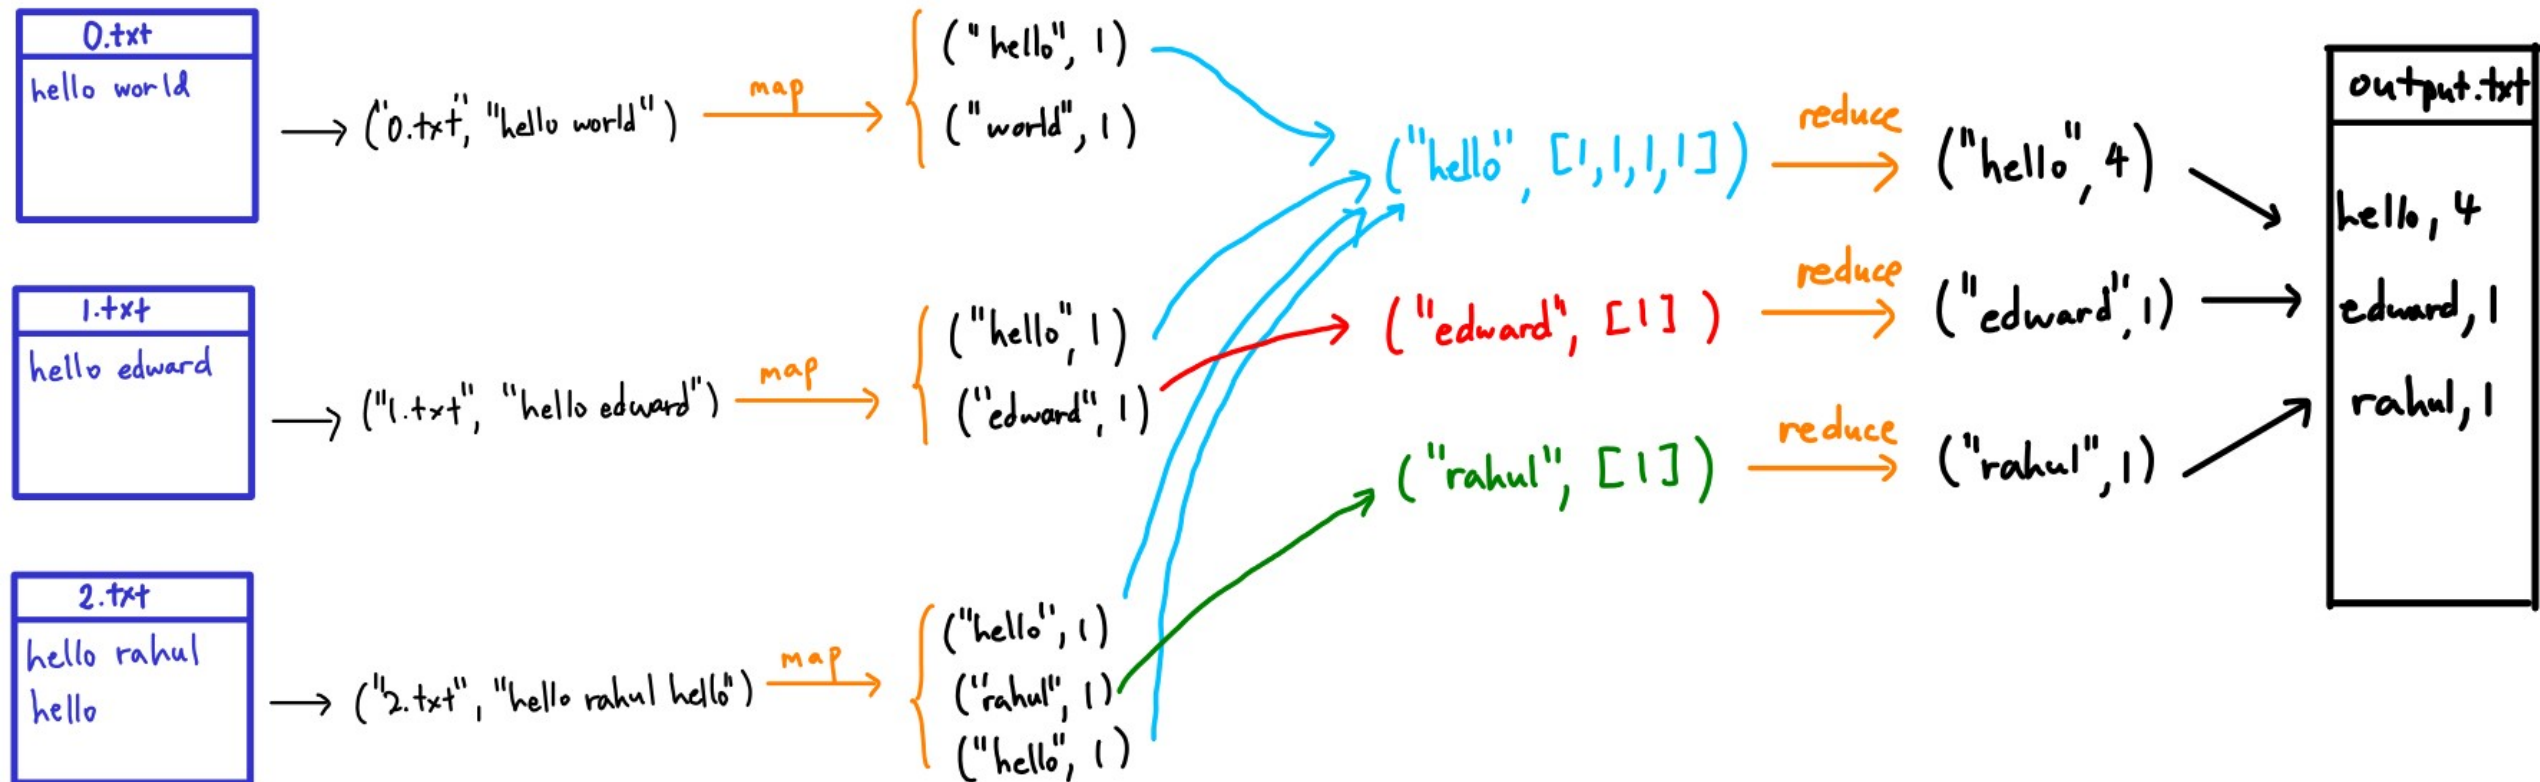 0.txt
hello world
("0.txt", "hello world")
map
("hello", 1)
("world", 1)
1.txt
hello edward
("1.txt", "hello edward")
map
("hello", 1)
("edward", 1)
2.txt
hello rahul
hello
("2.txt", "hello rahul hello")
map
("hello", 1)
("rahul", 1)
("hello", 1)
("hello", [1,1,1,1])
reduce
("hello", 4)
("edward", [1])
reduce
("edward", 1)
("rahul", [1])
reduce
("rahul", 1)
output.txt
hello, 4
edward, 1
rahul, 1